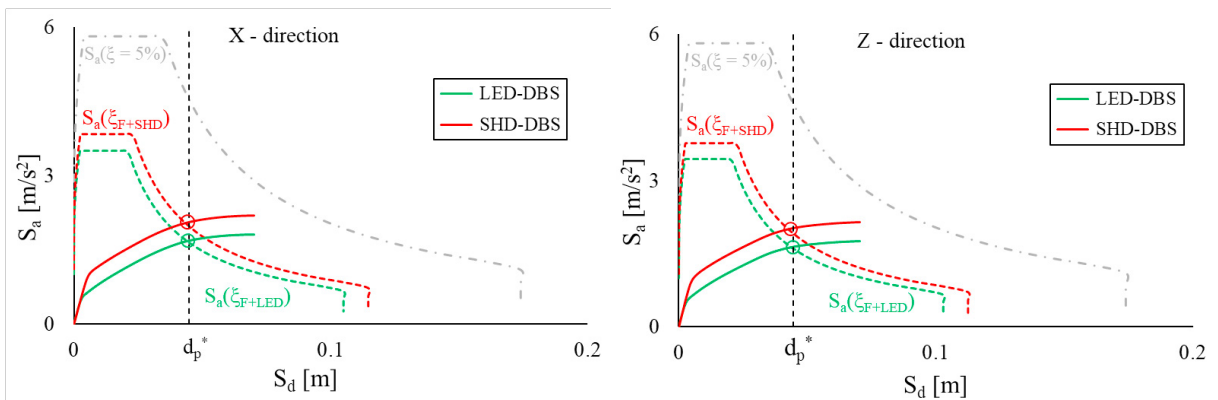 6
X - direction
Sa(ξ = 5%)
LED-DBS
SHD-DBS
Sa(ξF+SHD)
3
Sa [m/s²]
Sa(ξF+LED)
0
0
dp*
0.1
0.2
Sd [m]
6
Z - direction
Sa(ξ = 5%)
LED-DBS
SHD-DBS
Sa(ξF+SHD)
3
Sa [m/s²]
Sa(ξF+LED)
0
0
dp*
0.1
0.2
Sd [m]